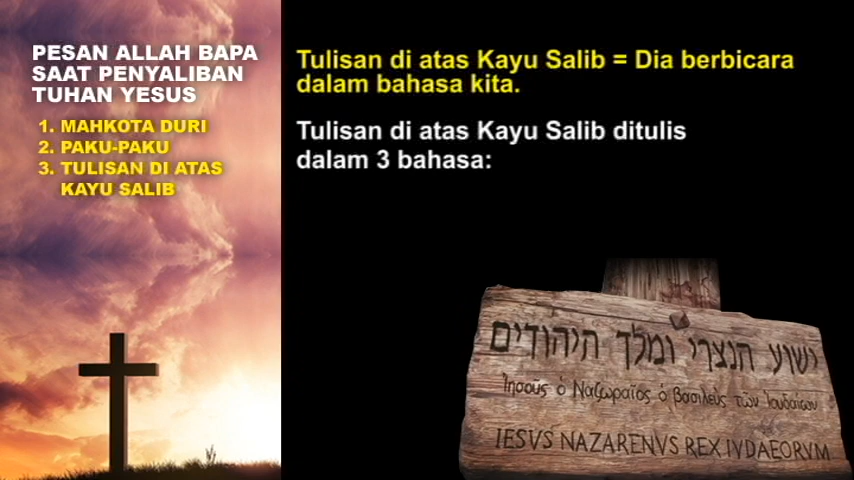 PESAN ALLAH BAPA
SAAT PENYALIBAN
TUHAN YESUS
1. MAHKOTA DURI
2. PAKU-PAKU
3. TULISAN DI ATAS
KAYU SALIB
Tulisan di atas Kayu Salib = Dia berbicara
dalam bahasa kita.
Tulisan di atas Kayu Salib ditulis
dalam 3 bahasa:
ישוע הנצרי ומלך היהודים
Ἰησοῦς ὁ Ναζωραῖος ὁ βασιλεὺς τῶν Ἰουδαίων
IESVS NAZARENVS REX IVDAEORVM